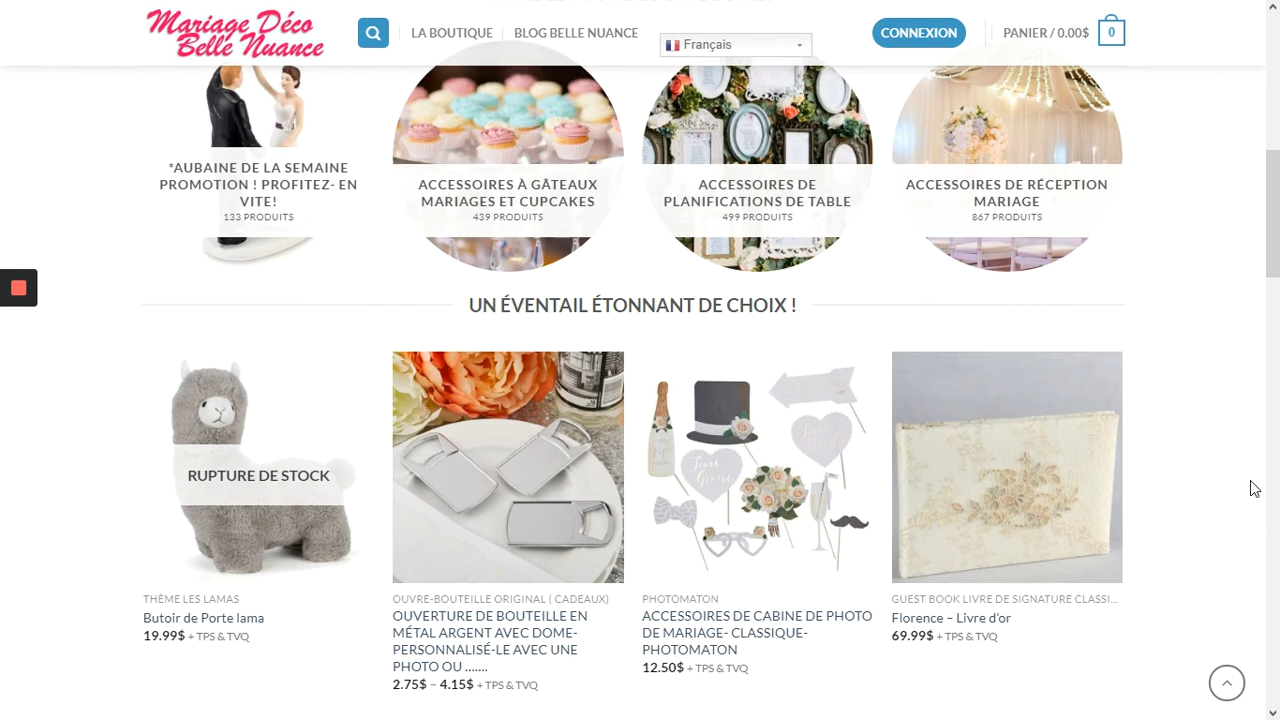 Mariage Déco
Belle Nuance
LA BOUTIQUE
BLOG BELLE NUANCE
Français
CONNEXION
PANIER / 0.00$
0
*AUBAINE DE LA SEMAINE
PROMOTION ! PROFITEZ- EN
VITE!
133 PRODUITS
ACCESSOIRES À GÂTEAUX
MARIAGES ET CUPCAKES
439 PRODUITS
ACCESSOIRES DE
PLANIFICATIONS DE TABLE
499 PRODUITS
ACCESSOIRES DE RÉCEPTION
MARIAGE
867 PRODUITS
UN ÉVENTAIL ÉTONNANT DE CHOIX !
RUPTURE DE STOCK
THÈME LES LAMAS
Butoir de Porte lama
19.99$ + TPS & TVQ
OUVRE-BOUTEILLE ORIGINAL ( CADEAUX)
OUVERTURE DE BOUTEILLE EN
MÉTAL ARGENT AVEC DOME-
PERSONNALISÉ-LE AVEC UNE
PHOTO OU …….
2.75$ – 4.15$ + TPS & TVQ
Team
Groom
PHOTOMATON
ACCESSOIRES DE CABINE DE PHOTO
DE MARIAGE- CLASSIQUE-
PHOTOMATON
12.50$ + TPS & TVQ
GUEST BOOK LIVRE DE SIGNATURE CLASSI...
Florence – Livre d'or
69.99$ + TPS & TVQ